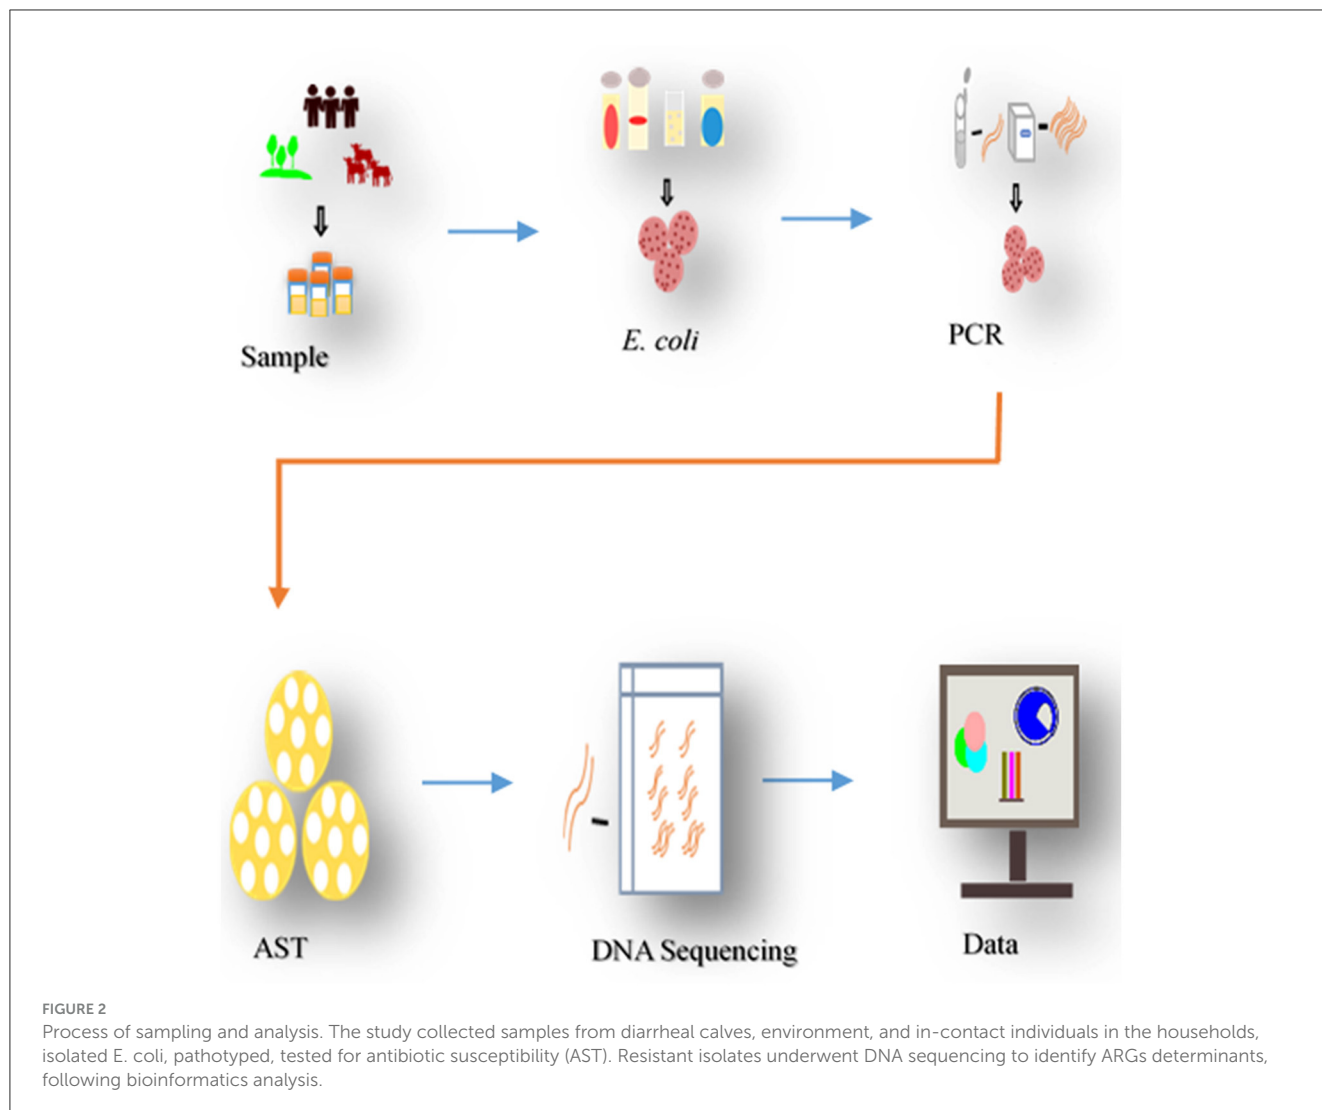 Sample
E. coli
PCR
AST
DNA Sequencing
Data
FIGURE 2
Process of sampling and analysis. The study collected samples from diarrheal calves, environment, and in-contact individuals in the households,
isolated E. coli, pathotyped, tested for antibiotic susceptibility (AST). Resistant isolates underwent DNA sequencing to identify ARGs determinants,
following bioinformatics analysis.